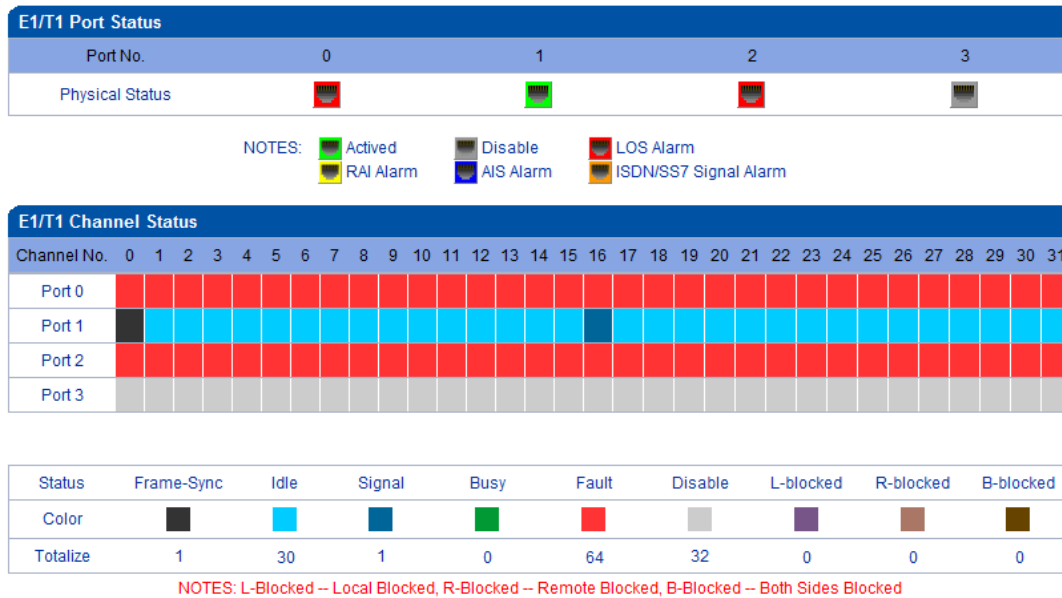 E1/T1 Port Status
Port No. 0 1 2 3
Physical Status
NOTES: Actived Disable LOS Alarm
RAI Alarm AIS Alarm ISDN/SS7 Signal Alarm
E1/T1 Channel Status
Channel No. 0 1 2 3 4 5 6 7 8 9 10 11 12 13 14 15 16 17 18 19 20 21 22 23 24 25 26 27 28 29 30 31
Port 0
Port 1
Port 2
Port 3
Status Frame-Sync Idle Signal Busy Fault Disable L-blocked R-blocked B-blocked
Color
Totalize 1 30 1 0 64 32 0 0 0
NOTES: L-Blocked -- Local Blocked, R-Blocked -- Remote Blocked, B-Blocked -- Both Sides Blocked